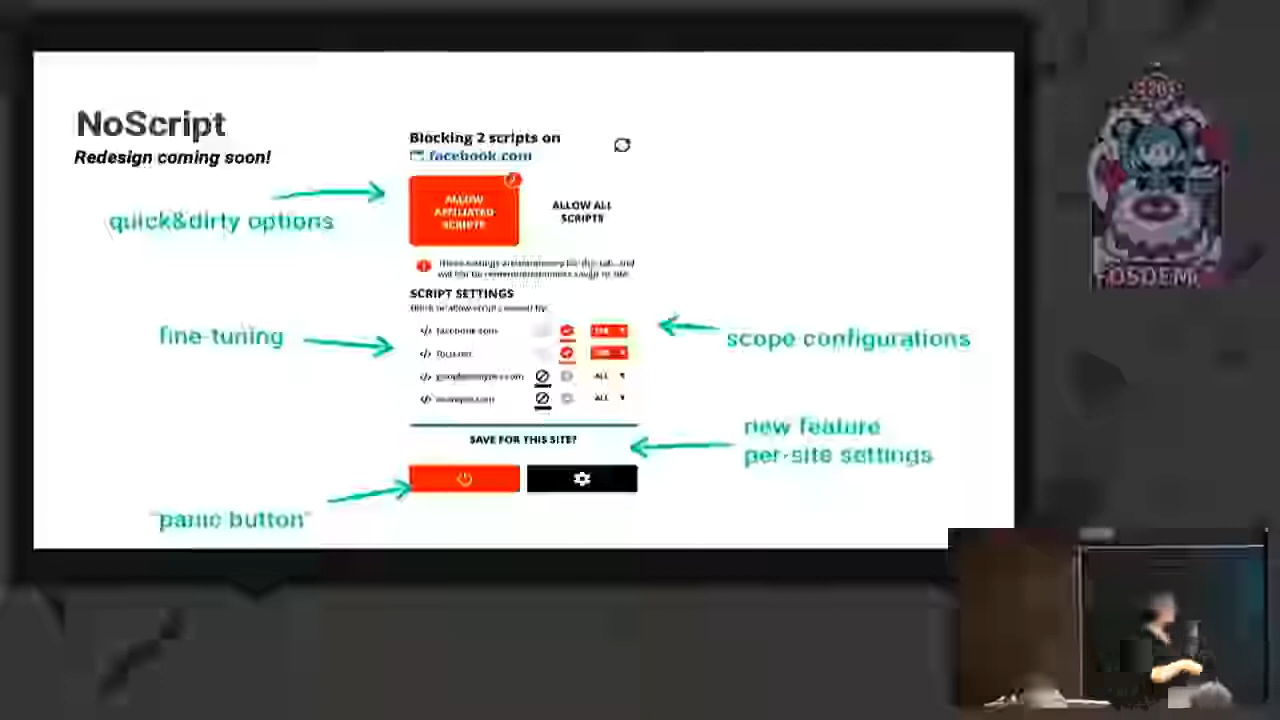 NoScript
Redesign coming soon!
Blocking 2 scripts on
facebook.com
ALLOW
AFFILIATED
SCRIPTS
ALLOW ALL
SCRIPTS
quick&dirty options
SCRIPT SETTINGS
facebook.com
ALL
ALL
fine-tuning
scope configurations
SAVE FOR THIS SITE?
new feature
per-site settings
"panic button"
FOSDEM